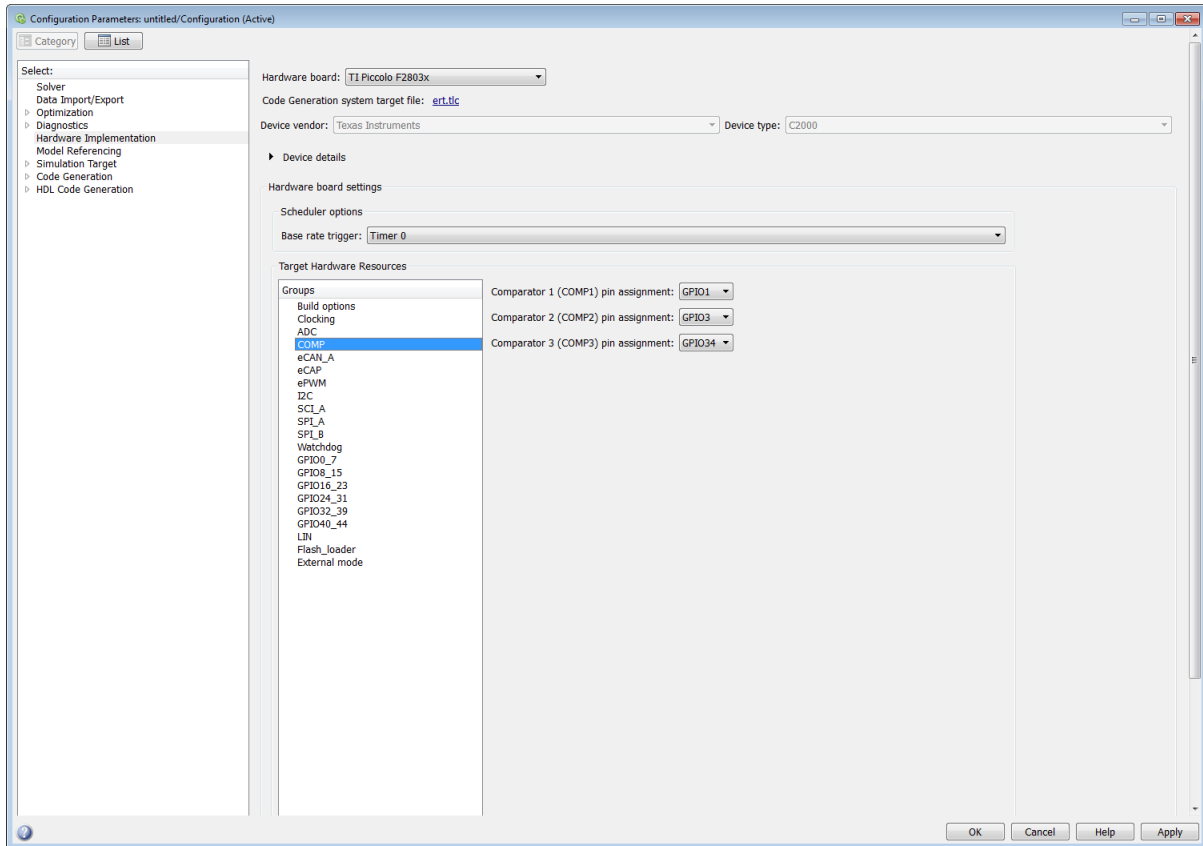 Configuration Parameters: untitled/Configuration (Active)
Category
List
Select:
Solver
Data Import/Export
Optimization
Diagnostics
Hardware Implementation
Model Referencing
Simulation Target
Code Generation
HDL Code Generation
Hardware board: TI Piccolo F2803x
Code Generation system target file: ert.tlc
Device vendor: Texas Instruments Device type: C2000
Device details
Hardware board settings
Scheduler options
Base rate trigger: Timer 0
Target Hardware Resources
Groups
Build options
Clocking
ADC
COMP
eCAN_A
eCAP
ePWM
I2C
SCI_A
SPI_A
SPI_B
Watchdog
GPIO0_7
GPIO8_15
GPIO16_23
GPIO24_31
GPIO32_39
GPIO40_44
LIN
Flash_loader
External mode
Comparator 1 (COMP1) pin assignment: GPIO1
Comparator 2 (COMP2) pin assignment: GPIO3
Comparator 3 (COMP3) pin assignment: GPIO34
OK Cancel Help Apply